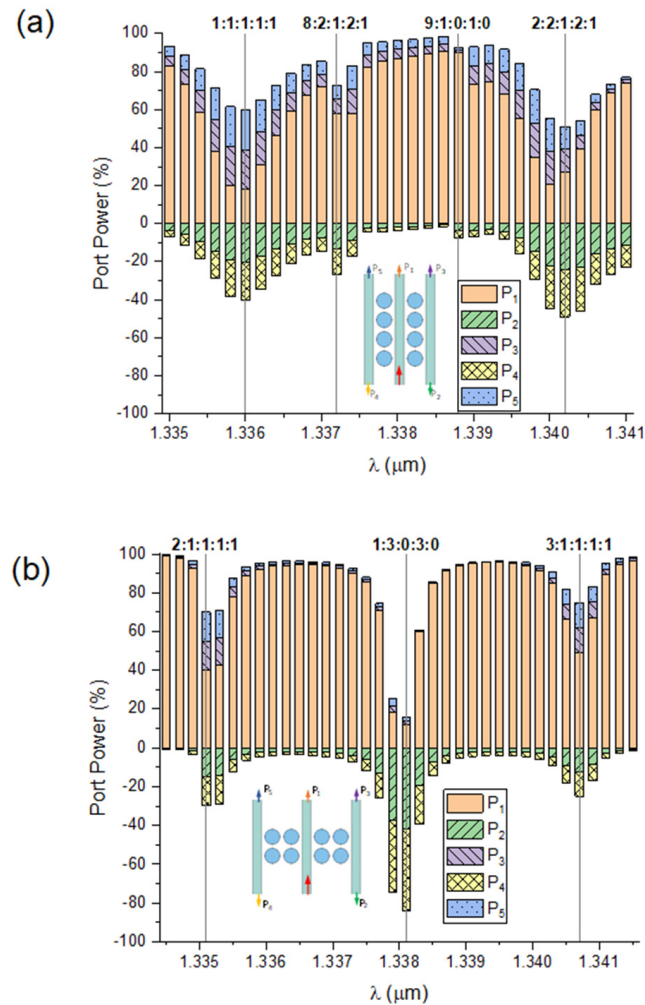 (a)
1:1:1:1:1 8:2:1:2:1 9:1:0:1:0 2:2:1:2:1
100
80
60
40
20
0
-20
-40
-60
-80
-100
Port Power (%)
P5 P1 P3
P4 P2
P1
P2
P3
P4
P5
1.335 1.336 1.337 1.338 1.339 1.340 1.341
λ (μm)
(b)
2:1:1:1:1 1:3:0:3:0 3:1:1:1:1
100
80
60
40
20
0
-20
-40
-60
-80
-100
Port Power (%)
P5 P1 P3
P4 P2
P1
P2
P3
P4
P5
1.335 1.336 1.337 1.338 1.339 1.340 1.341
λ (μm)